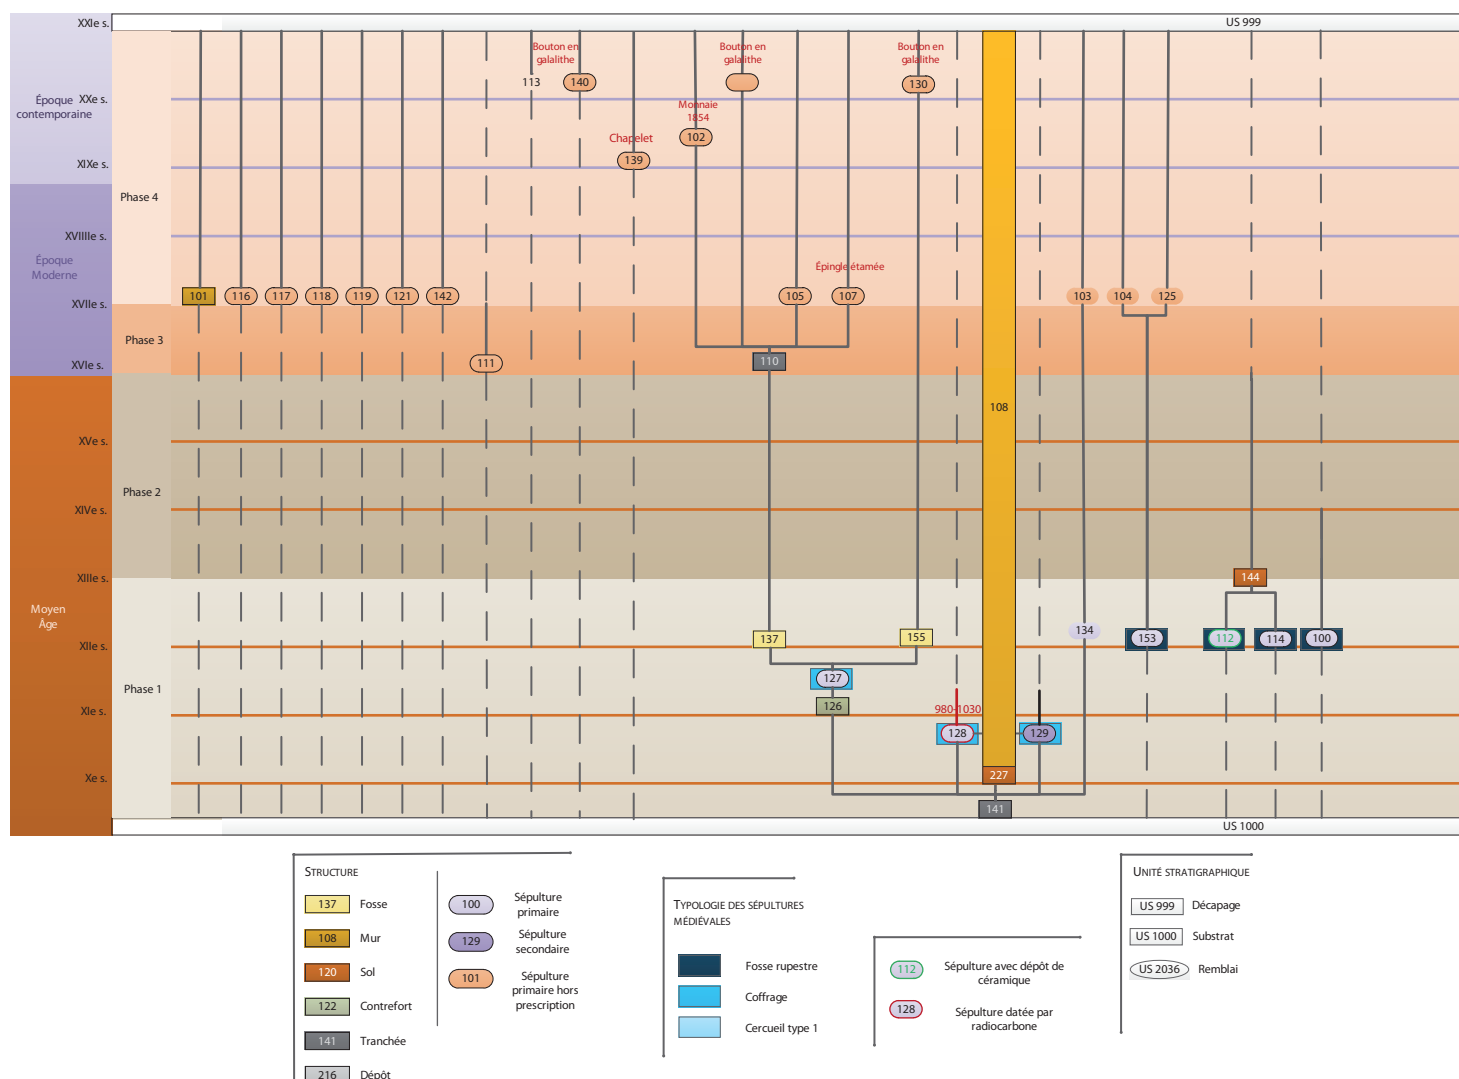 XXIe s.
US 999
Bouton en
galalithe
Bouton en
galalithe
Bouton en
galalithe
113
140
130
Époque
contemporaine
XXe s.
Monnaie
1854
102
Chapelet
139
XIXe s.
Phase 4
XVIIIIe s.
Époque
Moderne
Épingle étamée
101
116
117
118
119
121
142
105
107
103
104
125
XVIIe s.
Phase 3
XVIe s.
111
110
108
XVe s.
Phase 2
XIVe s.
XIIIe s.
144
Moyen
Âge
134
137
155
153
112
114
100
XIIe s.
127
Phase 1
126
XIe s.
980-1030
128
129
Xe s.
227
141
US 1000
STRUCTURE
137 Fosse
108 Mur
120 Sol
122 Contrefort
141 Tranchée
216 Dépôt
100 Sépulture
primaire
129 Sépulture
secondaire
101 Sépulture
primaire hors
prescription
TYPOLOGIE DES SÉPULTURES
MÉDIÉVALES
Fosse rupestre
Coffrage
Cercueil type 1
112 Sépulture avec dépôt de
céramique
128 Sépulture datée par
radiocarbone
UNITÉ STRATIGRAPHIQUE
US 999 Décapage
US 1000 Substrat
US 2036 Remblai